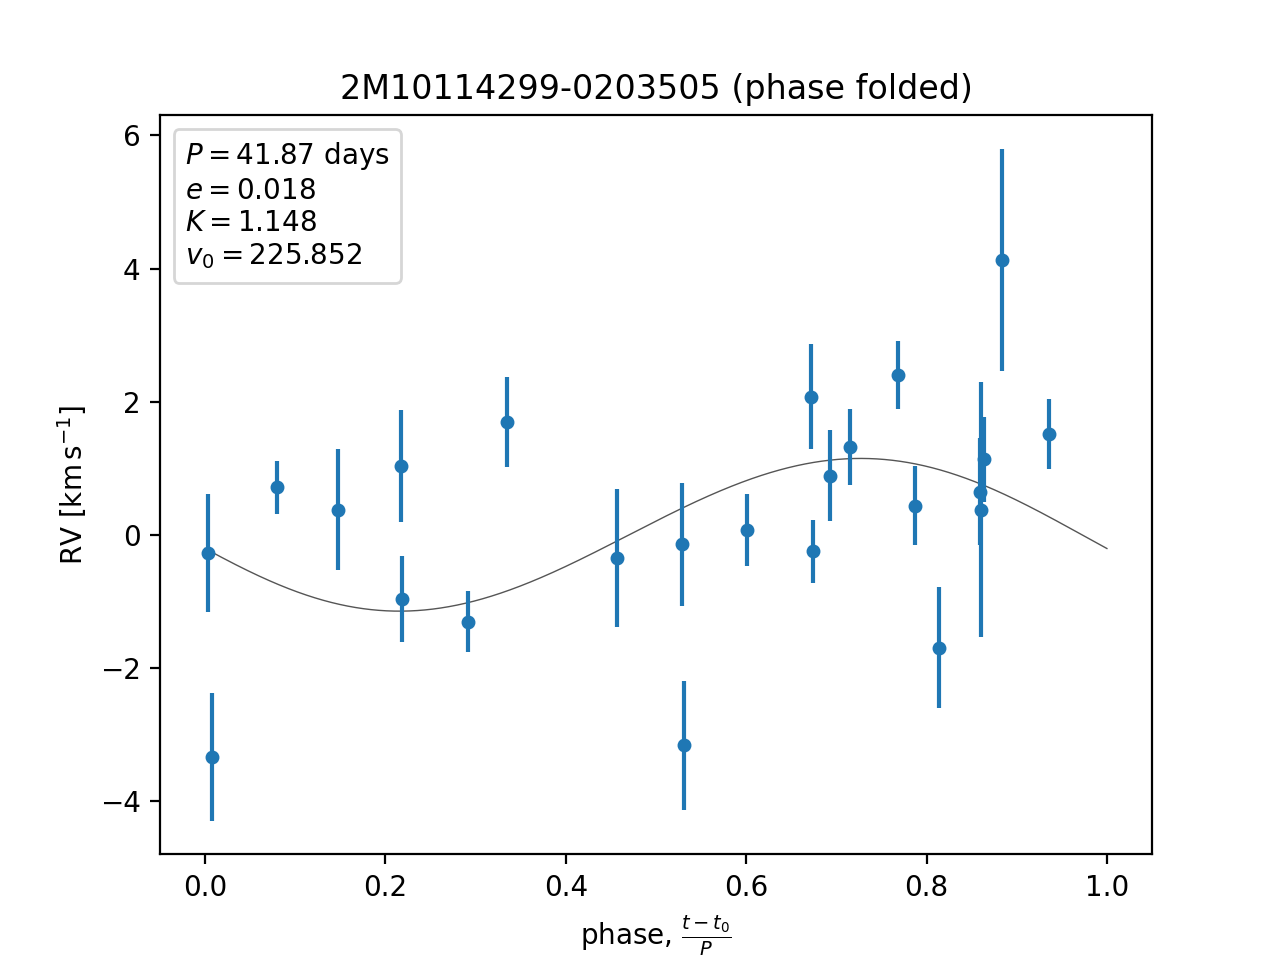 2M10114299-0203505 (phase folded)
P = 41.87 days
e = 0.018
K = 1.148
v₀ = 225.852
RV [km s⁻¹]
6
4
2
0
−2
−4
0.0 0.2 0.4 0.6 0.8 1.0
phase, (t − t₀)/P